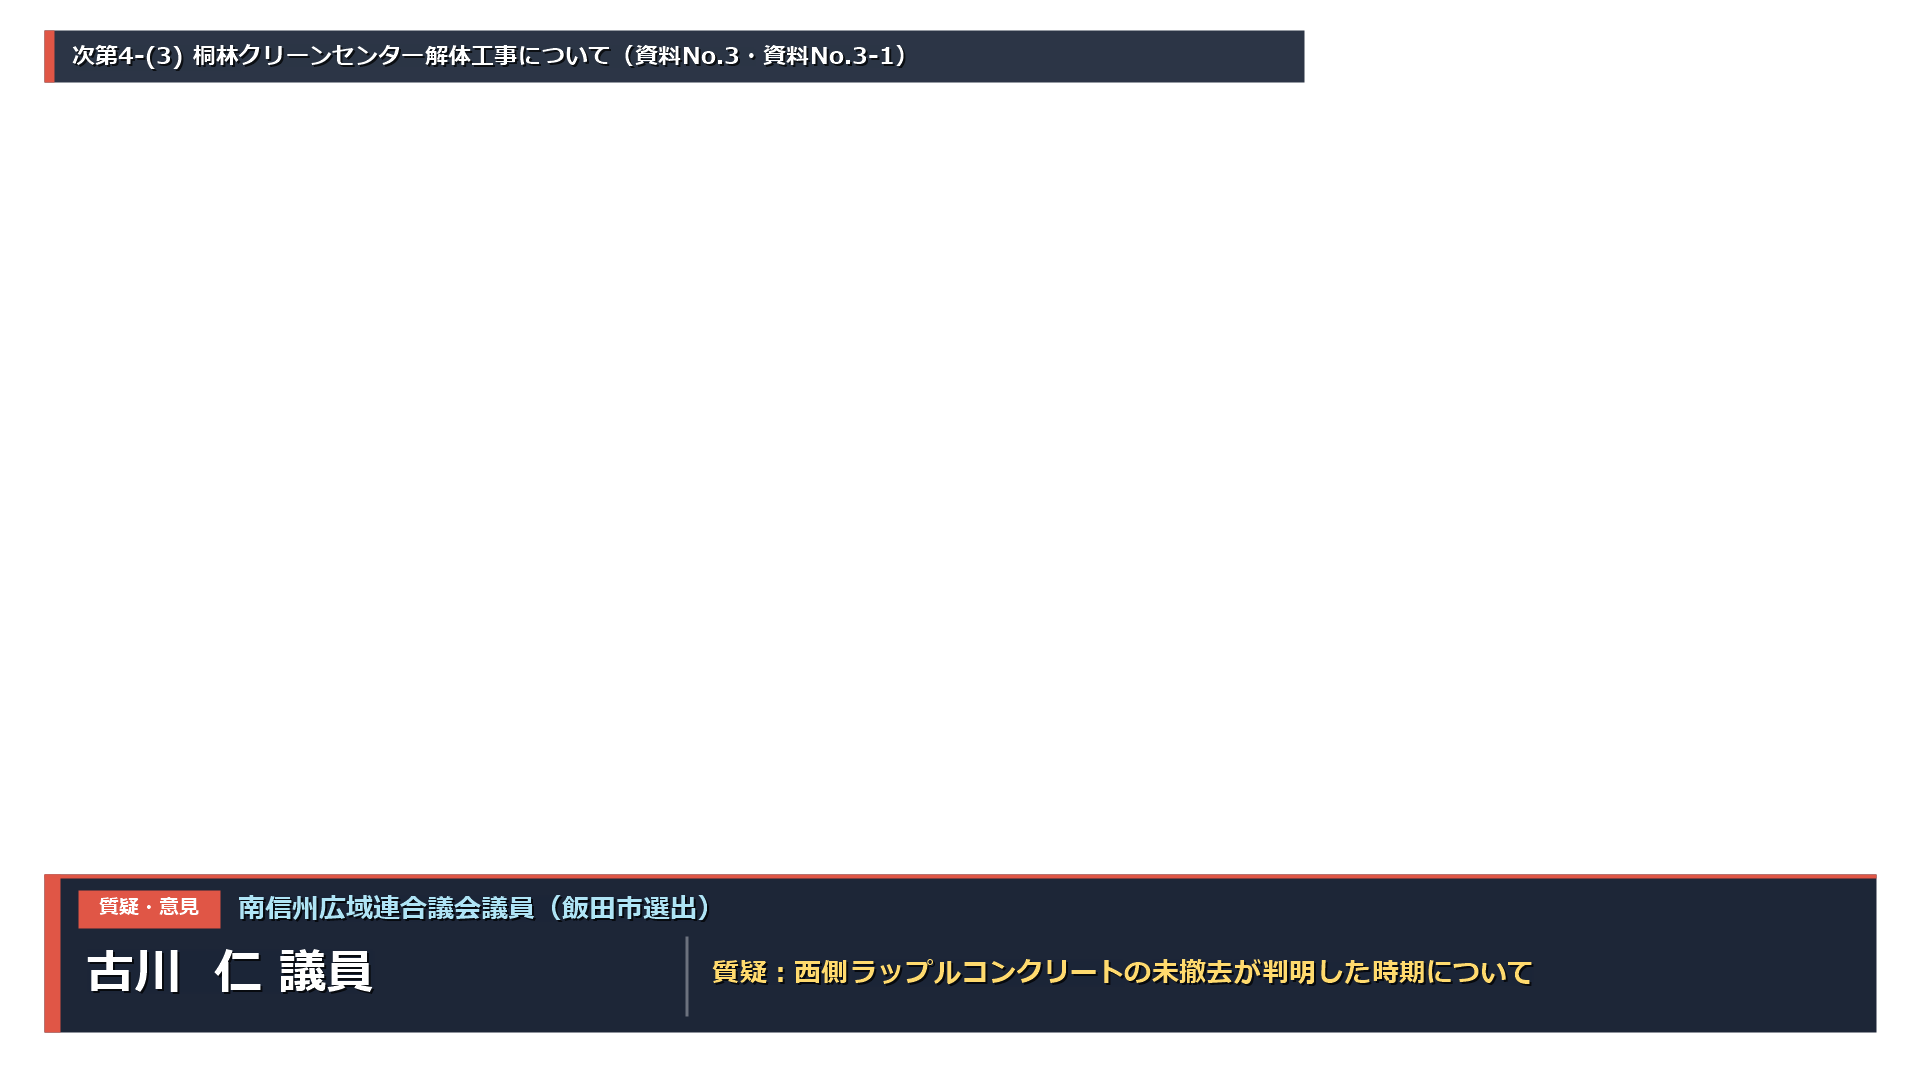 次第4-(3) 桐林クリーンセンター解体工事について（資料No.3・資料No.3-1）
質疑・意見 南信州広域連合議会議員（飯田市選出）
古川　仁 議員
質疑：西側ラップルコンクリートの未撤去が判明した時期について